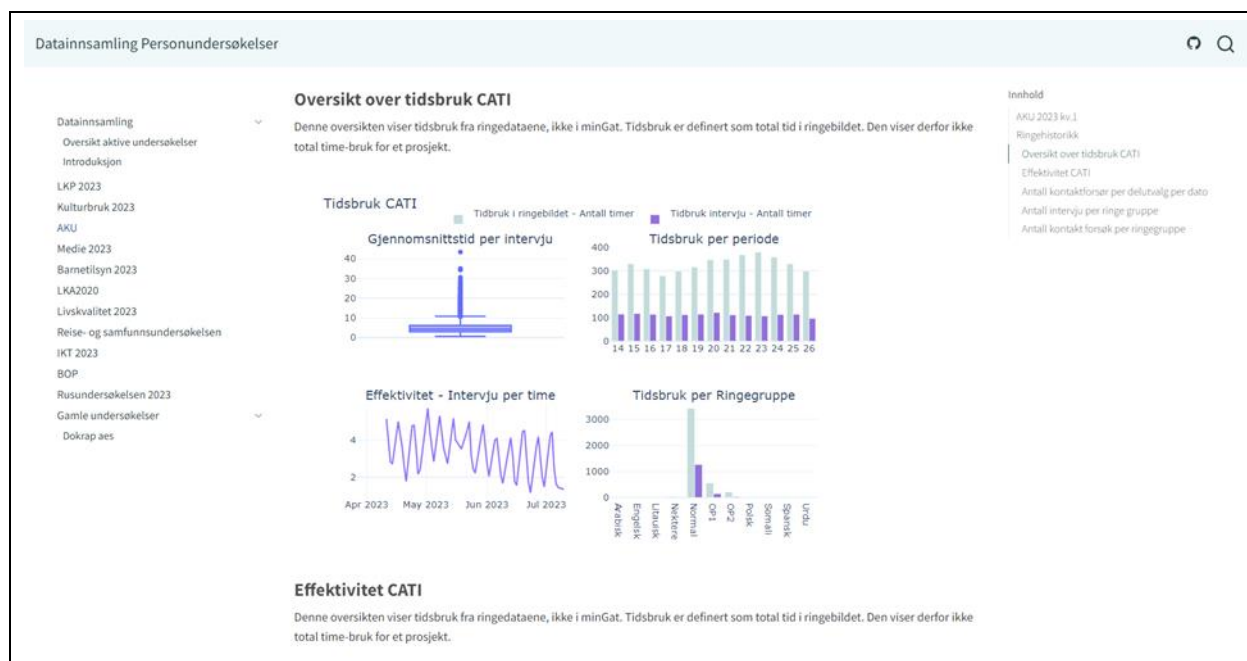 Datainnsamling Personundersøkelser
Datainnsamling
Oversikt aktive undersøkelser
Introduksjon
LKP 2023
Kulturbruk 2023
AKU
Medie 2023
Barnetilsyn 2023
LKA2020
Livskvalitet 2023
Reise- og samfunnsundersøkelsen
IKT 2023
BOP
Rusundersøkelsen 2023
Gamle undersøkelser
Dokrap aes
Oversikt over tidsbruk CATI
Denne oversikten viser tidsbruk fra ringedataene, ikke i minGat. Tidsbruk er definert som total tid i ringebildet. Den viser derfor ikke
total time-bruk for et prosjekt.
Tidsbruk CATI
Tidbruk i ringebildet - Antall timer
Tidbruk intervju - Antall timer
Gjennomsnittstid per intervju
40
30
20
10
0
Tidsbruk per periode
400
300
200
100
0
14 15 16 17 18 19 20 21 22 23 24 25 26
Effektivitet - Intervju per time
4
2
Apr 2023 May 2023 Jun 2023 Jul 2023
Tidsbruk per Ringegruppe
3000
2000
1000
0
Arabisk
Engelsk
Litauisk
Nektere
Normal
OP1
OP2
Polsk
Somali
Spansk
Urdu
Effektivitet CATI
Denne oversikten viser tidsbruk fra ringedataene, ikke i minGat. Tidsbruk er definert som total tid i ringebildet. Den viser derfor ikke
total time-bruk for et prosjekt.
Innhold
AKU 2023 kv.1
Ringehistorikk
Oversikt over tidsbruk CATI
Effektivitet CATI
Antall kontaktforsør per delutvalg per dato
Antall intervju per ringe gruppe
Antall kontakt forsøk per ringegruppe